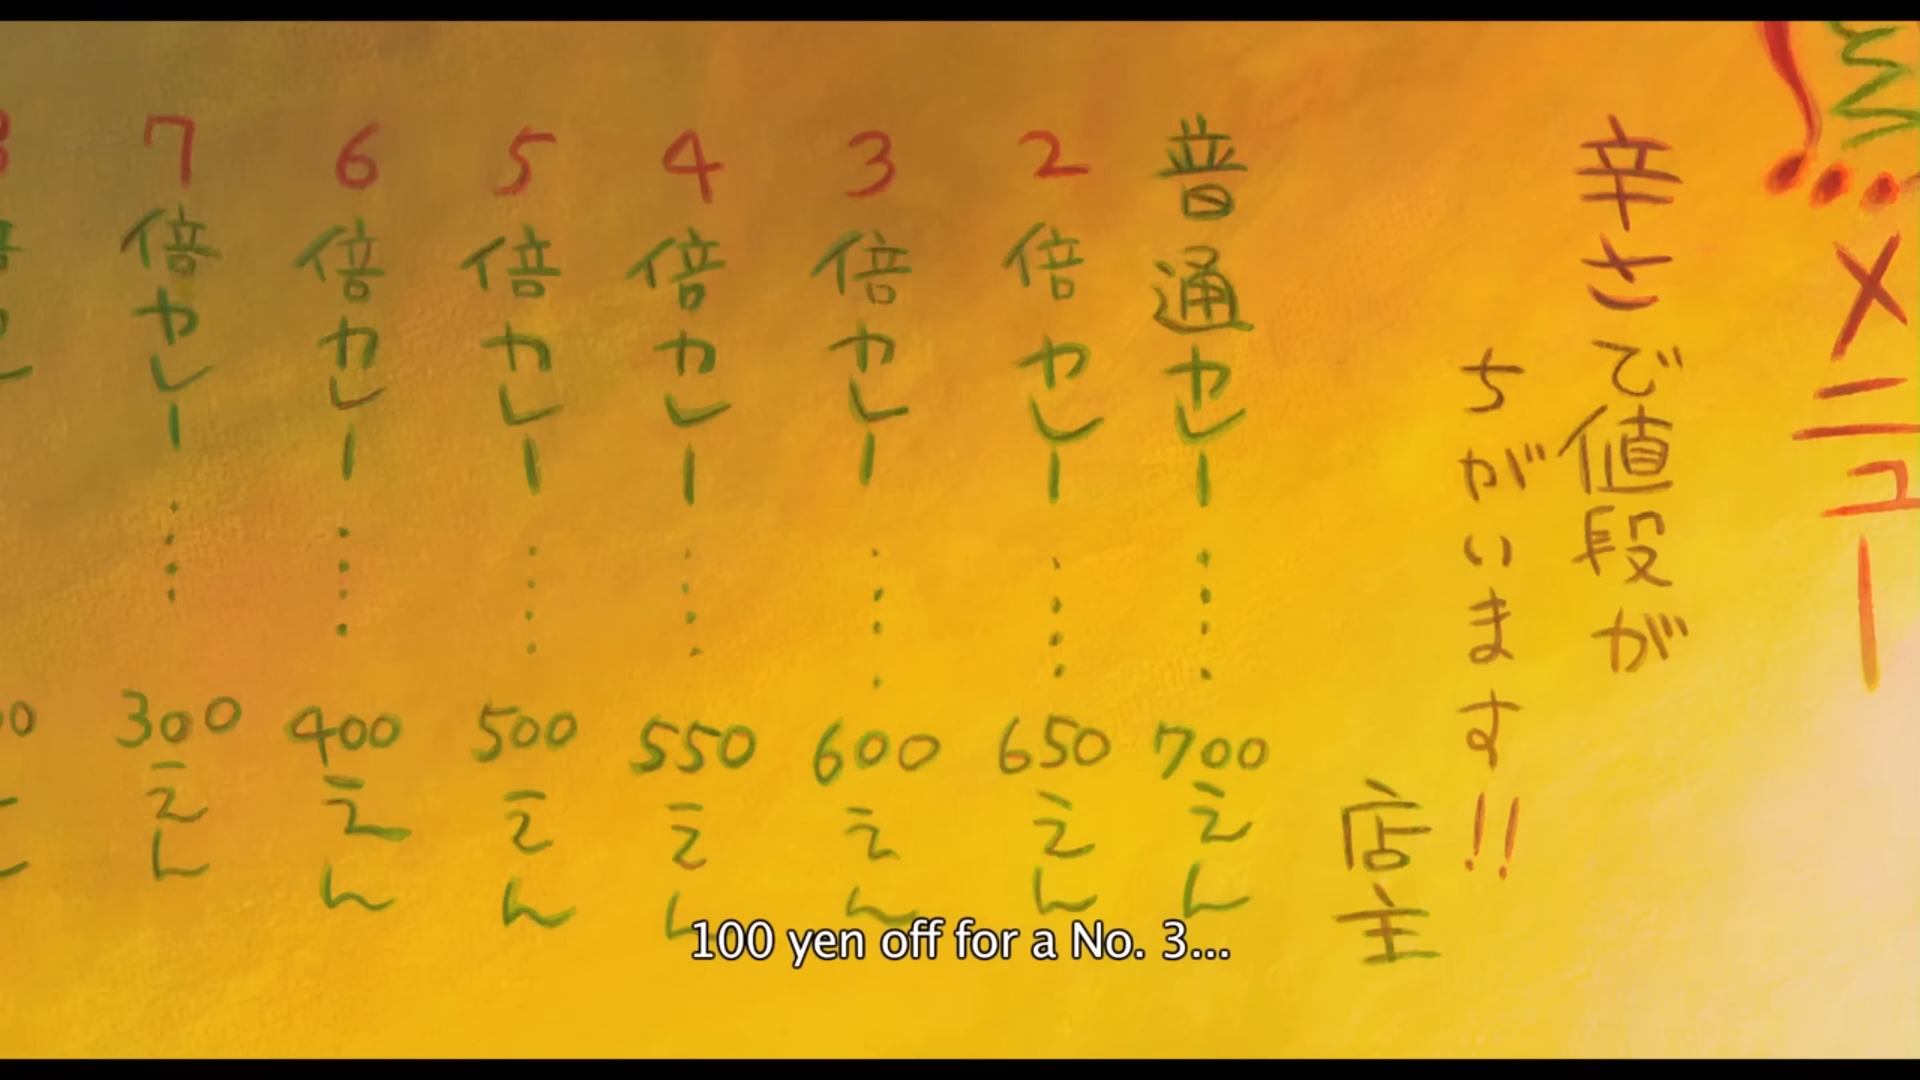 メニュー
辛さで値段が
ちがいます!!
店主
普通カレー……700えん
2倍カレー……650えん
3倍カレー……600えん
4倍カレー……550えん
5倍カレー……500えん
6倍カレー……400えん
7倍カレー……300えん
100 yen off for a No. 3...